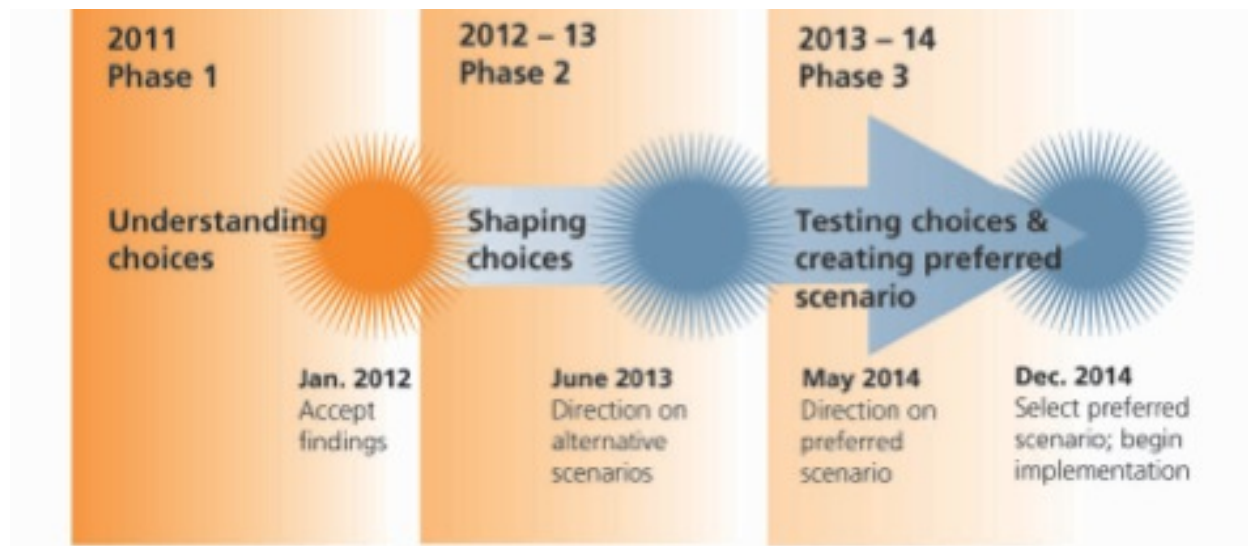 2011
Phase 1
2012 – 13
Phase 2
2013 – 14
Phase 3
Understanding
choices
Shaping
choices
Testing choices &
creating preferred
scenario
Jan. 2012
Accept
findings
June 2013
Direction on
alternative
scenarios
May 2014
Direction on
preferred
scenario
Dec. 2014
Select preferred
scenario; begin
implementation